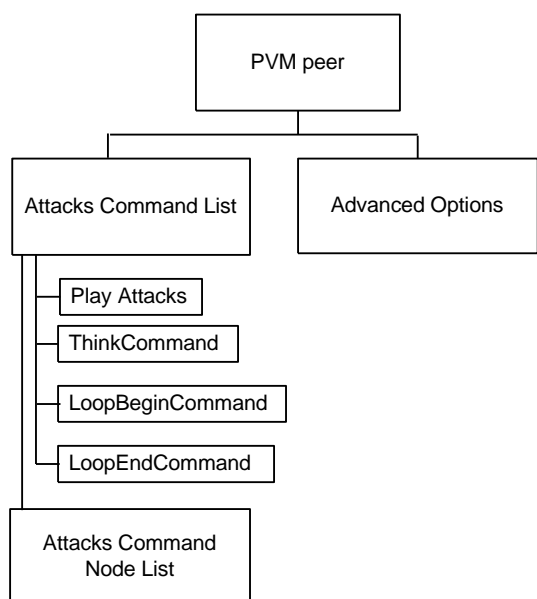 PVM peer
Attacks Command List
Advanced Options
Play Attacks
ThinkCommand
LoopBeginCommand
LoopEndCommand
Attacks Command
Node List